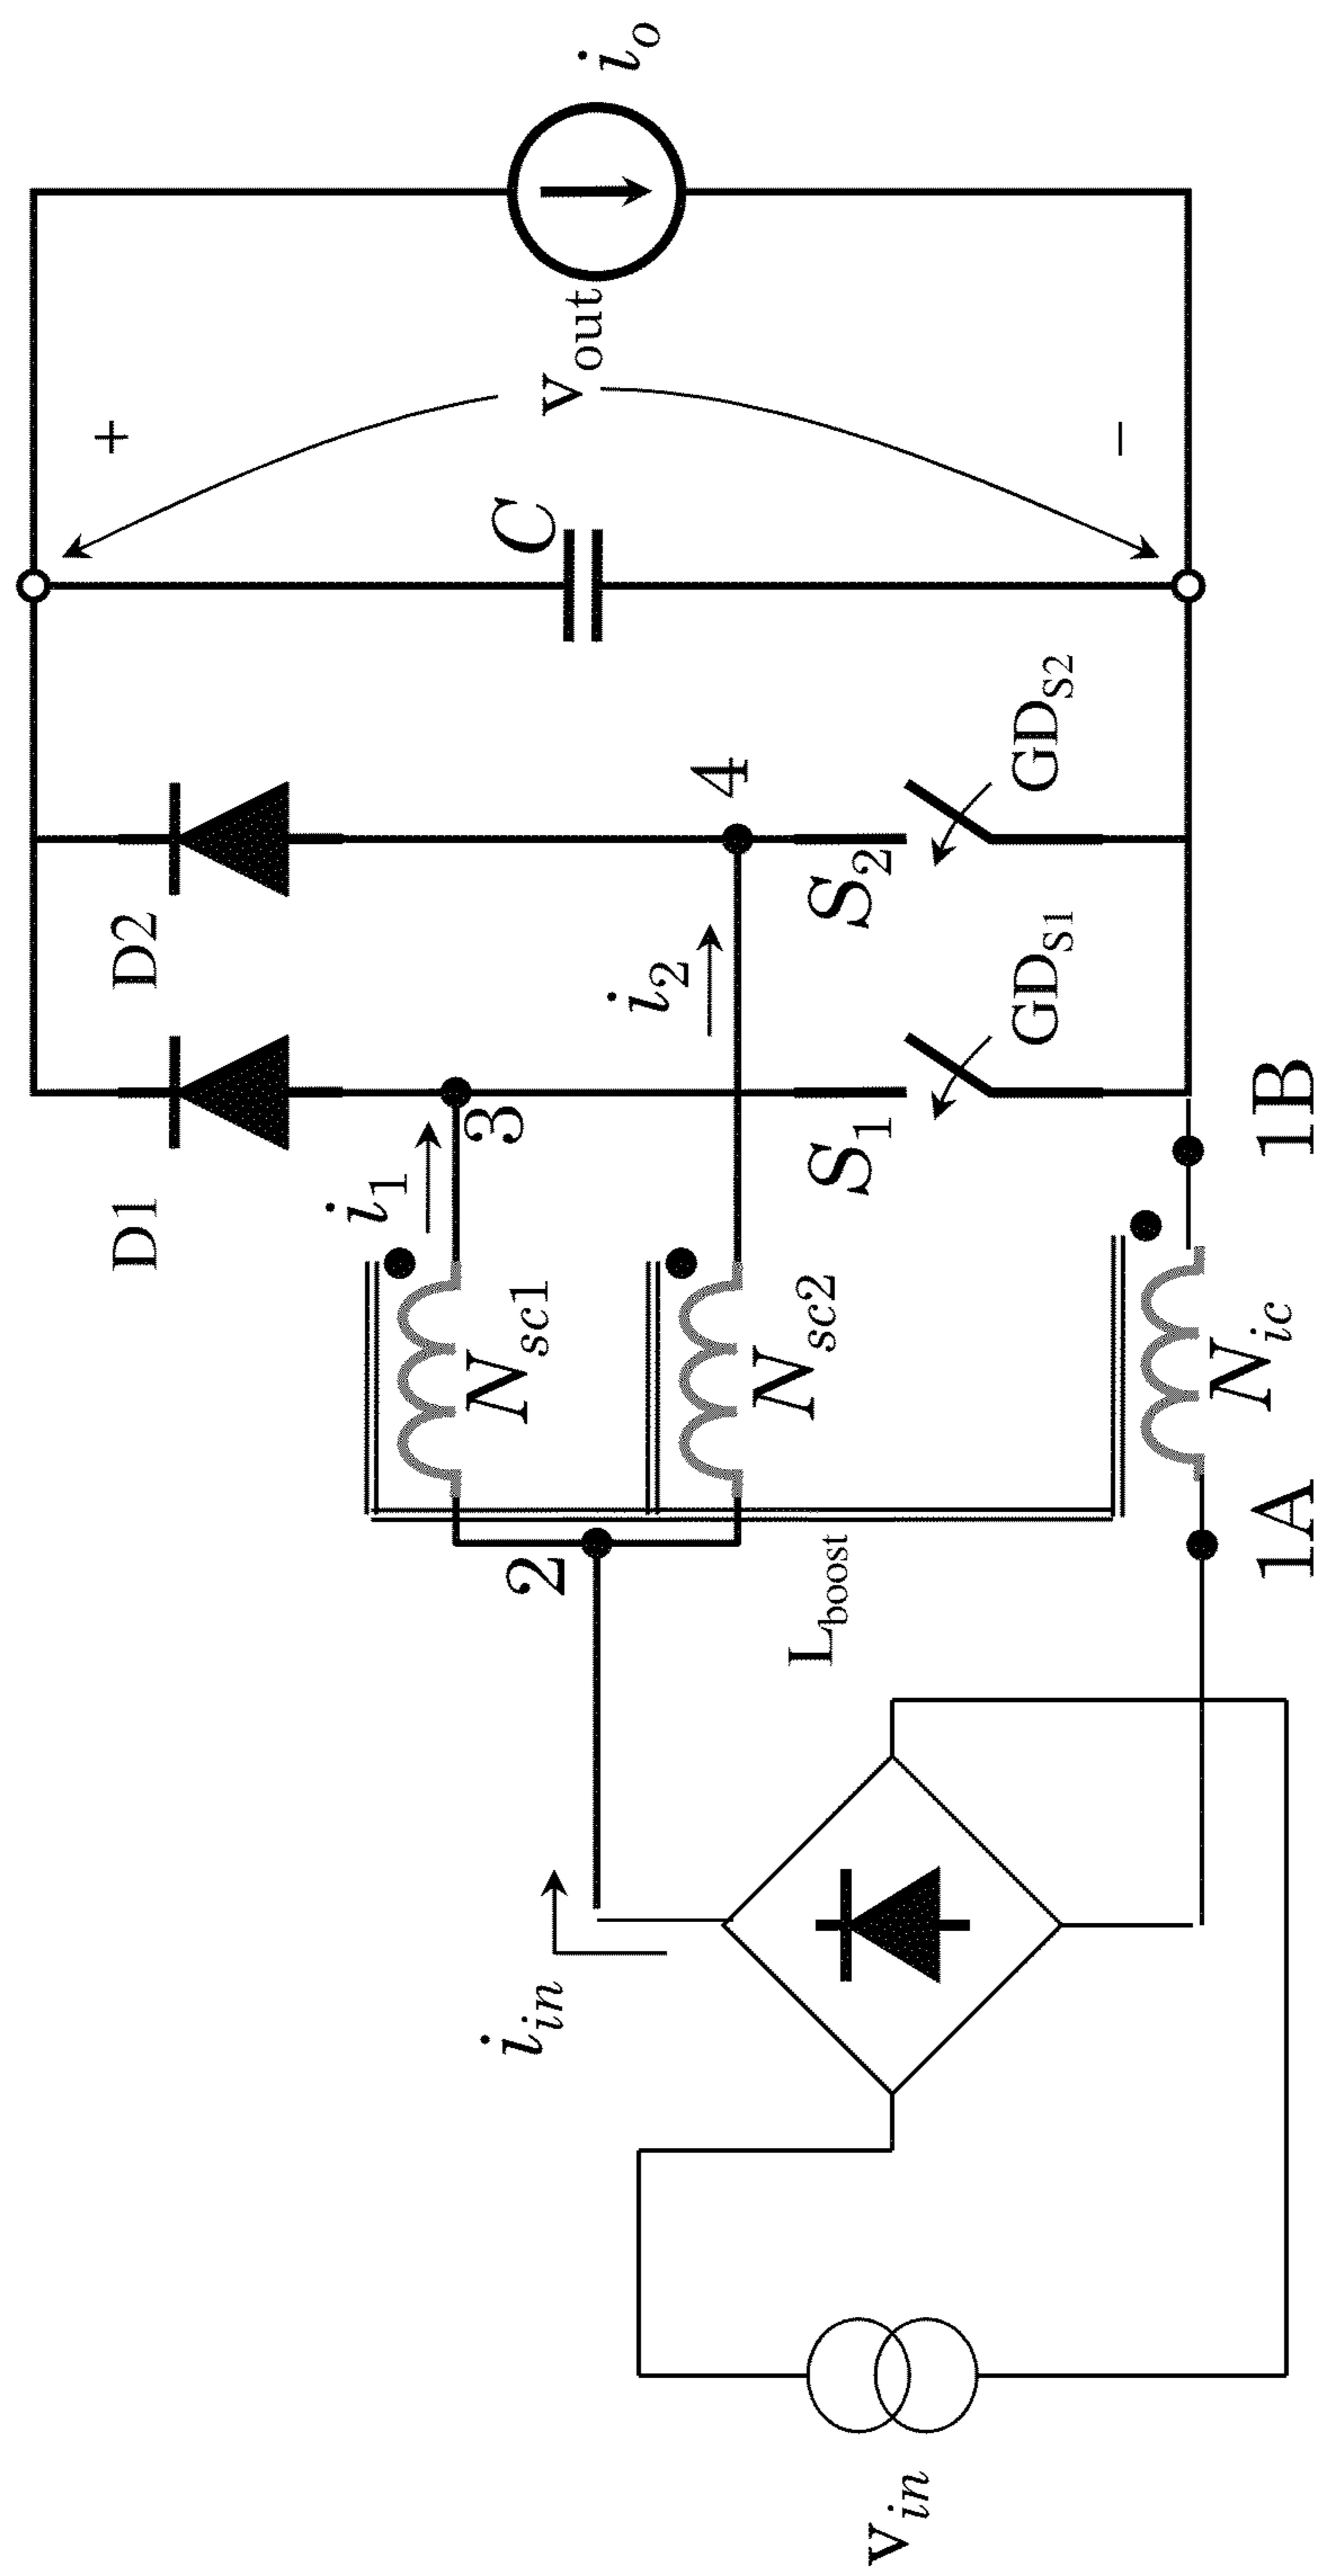 v_in
i_in
2
1A
L_boost
N_sc1
N_sc2
N_ic
1B
i_1
3
i_2
4
D1
D2
S_1
GD_S1
S_2
GD_S2
C
+
v_out
−
i_o